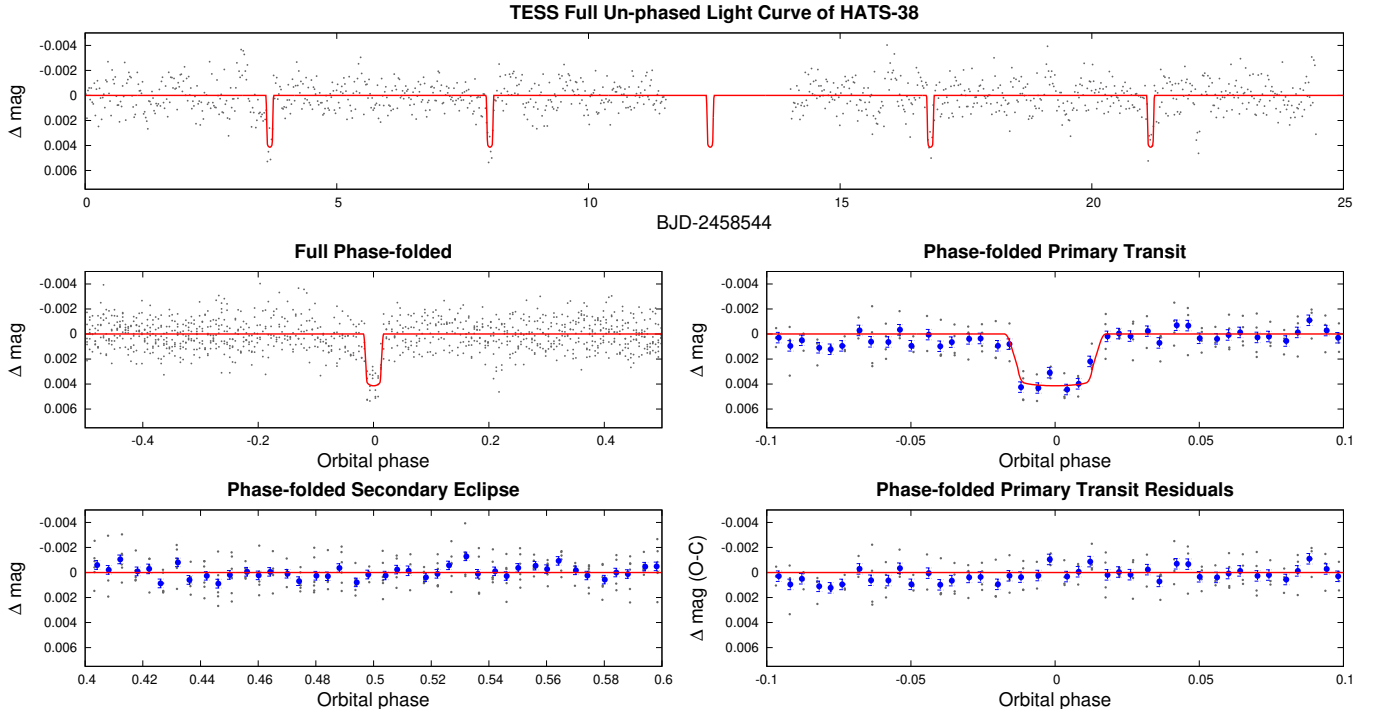 TESS Full Un-phased Light Curve of HATS-38
-0.004
-0.002
0
0.002
0.004
0.006
Δ mag
0 5 10 15 20 25
BJD-2458544
Full Phase-folded
-0.004
-0.002
0
0.002
0.004
0.006
Δ mag
-0.4 -0.2 0 0.2 0.4
Orbital phase
Phase-folded Primary Transit
-0.004
-0.002
0
0.002
0.004
0.006
Δ mag
-0.1 -0.05 0 0.05 0.1
Orbital phase
Phase-folded Secondary Eclipse
-0.004
-0.002
0
0.002
0.004
0.006
Δ mag
0.4 0.42 0.44 0.46 0.48 0.5 0.52 0.54 0.56 0.58 0.6
Orbital phase
Phase-folded Primary Transit Residuals
-0.004
-0.002
0
0.002
0.004
0.006
Δ mag (O-C)
-0.1 -0.05 0 0.05 0.1
Orbital phase